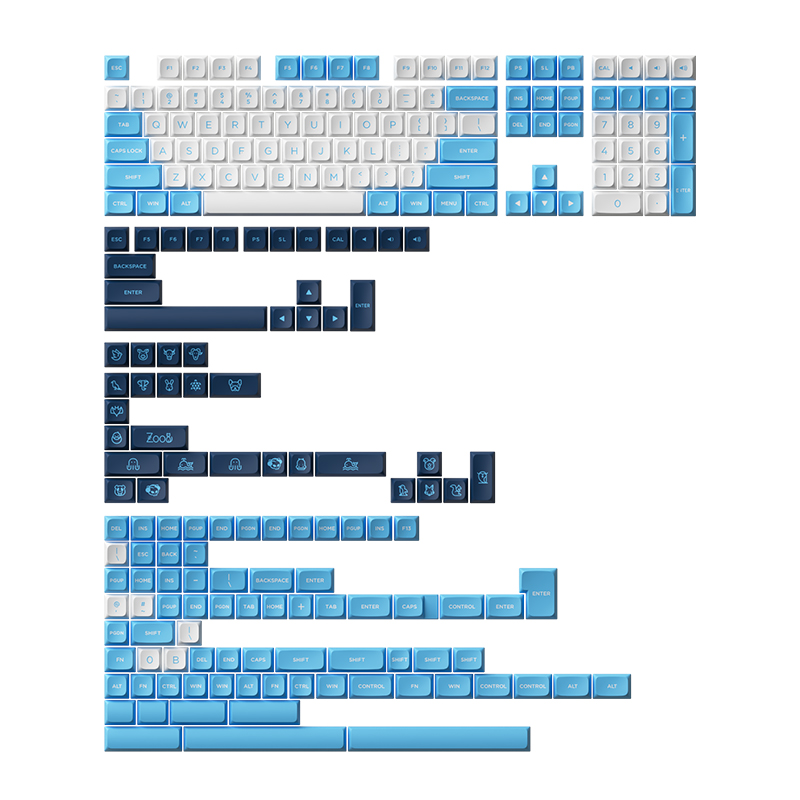 ESC F1 F2 F3 F4 F5 F6 F7 F8 F9 F10 F11 F12 PS SL PB CAL
~ ! @ 2 # 3 $ 4 % 5 ^ 6 & 7 * 8 ( 9 ) 0 BACKSPACE INS HOME PGUP NUM / * -
TAB Q W E R T Y U I O P DEL END PGDN 7 8 9 +
CAPS LOCK A S D F G H J K L ENTER 4 5 6
SHIFT Z X C V B N M SHIFT 1 2 3 ENTER
CTRL WIN ALT ALT WIN MENU CTRL 0 .
ESC F5 F6 F7 F8 PS SL PB CAL
BACKSPACE
ENTER ENTER
Zoo
DEL INS HOME PGUP END PGDN END PGDN HOME PGUP INS F13
ESC BACK
PGUP HOME INS BACKSPACE ENTER ENTER
@ # PGUP END PGDN TAB HOME + TAB ENTER CAPS CONTROL ENTER
PGDN SHIFT
FN O B DEL END CAPS SHIFT SHIFT SHIFT SHIFT SHIFT
ALT FN CTRL WIN WIN ALT FN CTRL WIN CONTROL FN WIN CONTROL CONTROL ALT ALT